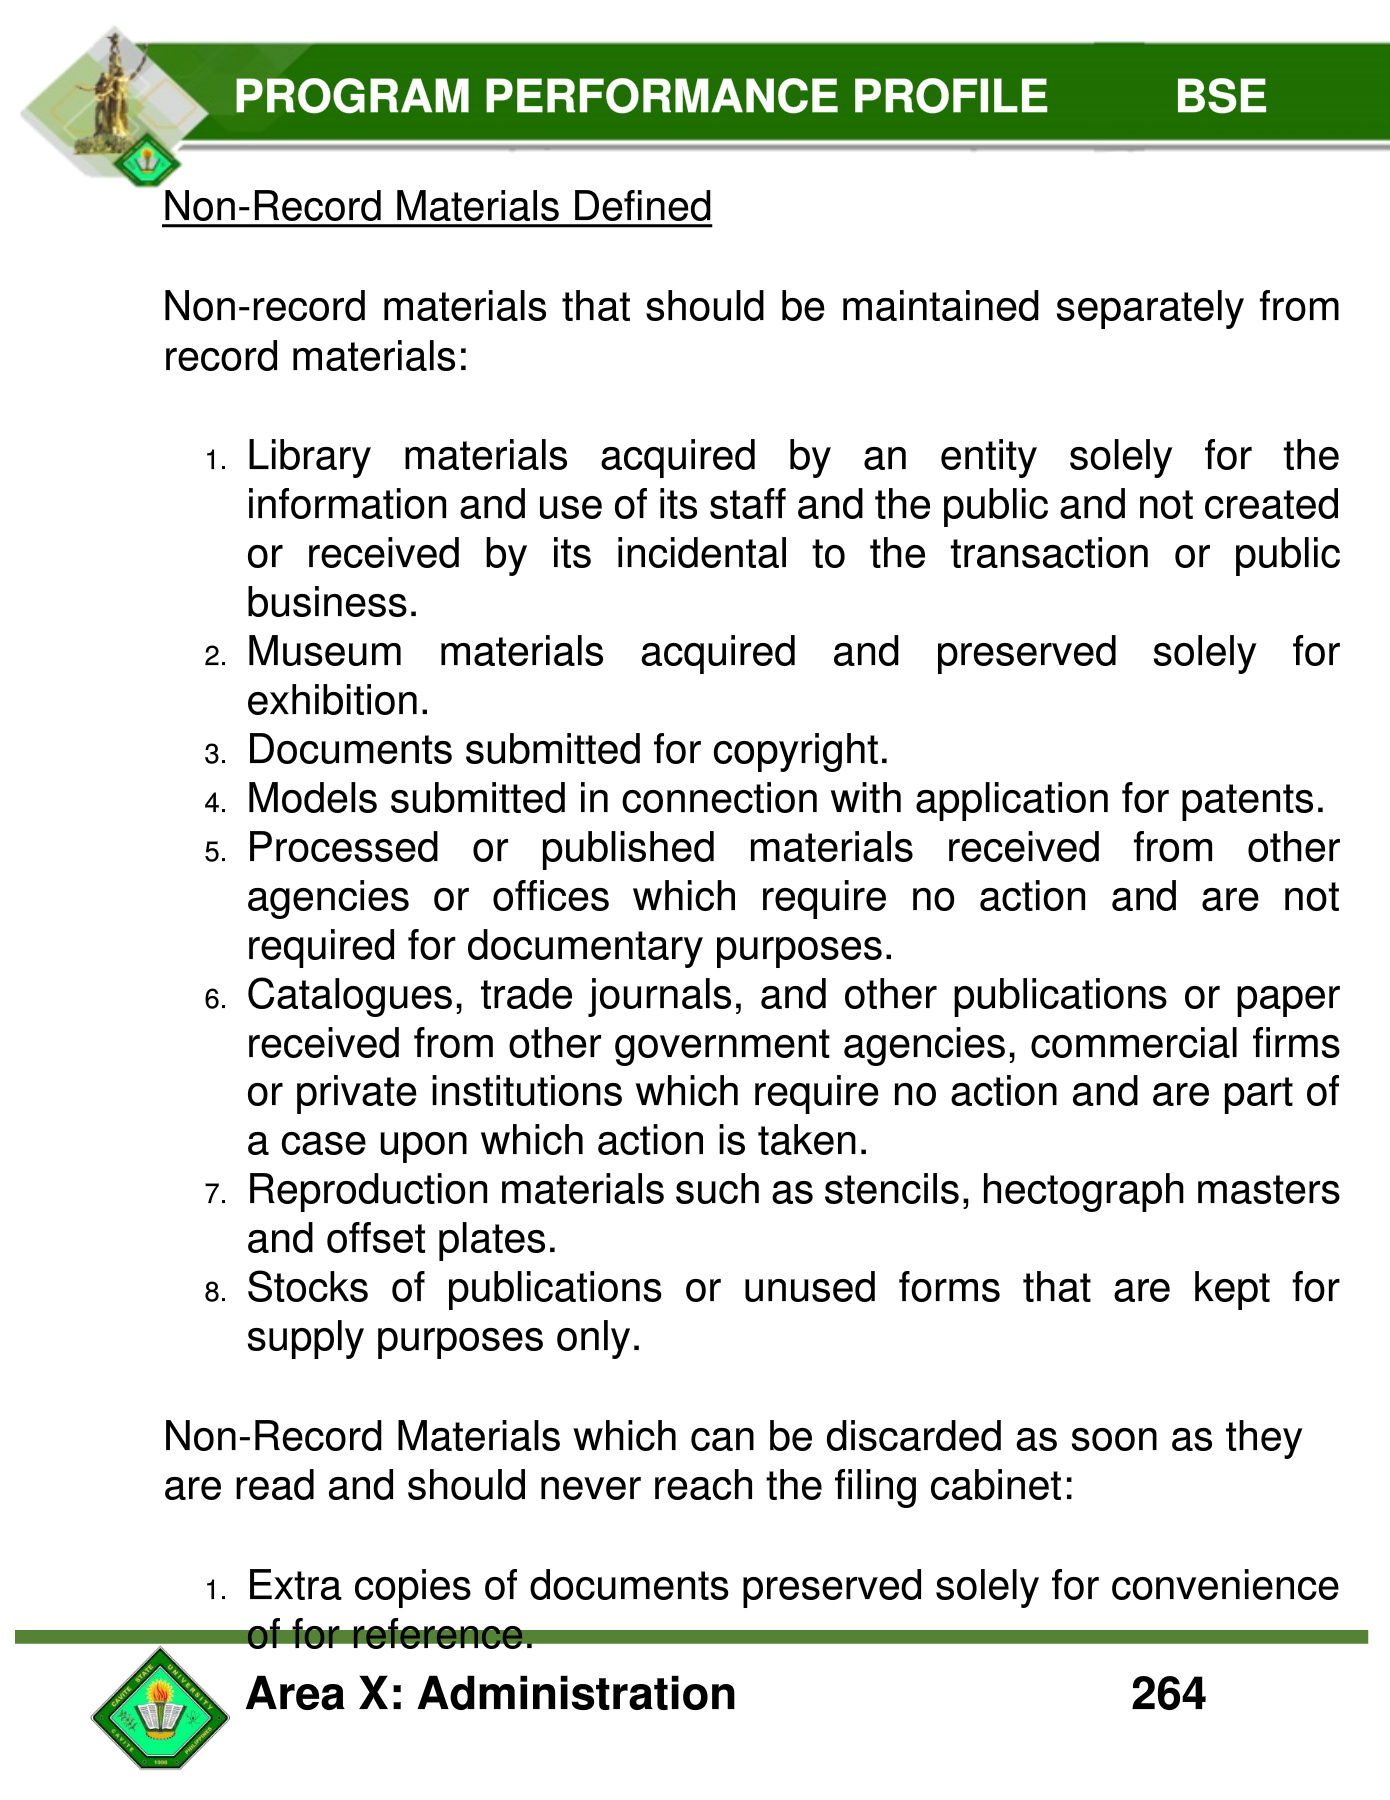 PROGRAM PERFORMANCE PROFILE BSE
Non-Record Materials Defined
Non-record materials that should be maintained separately from
record materials:
1. Library materials acquired by an entity solely for the
information and use of its staff and the public and not created
or received by its incidental to the transaction or public
business.
2. Museum materials acquired and preserved solely for
exhibition.
3. Documents submitted for copyright.
4. Models submitted in connection with application for patents.
5. Processed or published materials received from other
agencies or offices which require no action and are not
required for documentary purposes.
6. Catalogues, trade journals, and other publications or paper
received from other government agencies, commercial firms
or private institutions which require no action and are part of
a case upon which action is taken.
7. Reproduction materials such as stencils, hectograph masters
and offset plates.
8. Stocks of publications or unused forms that are kept for
supply purposes only.
Non-Record Materials which can be discarded as soon as they
are read and should never reach the filing cabinet:
1. Extra copies of documents preserved solely for convenience
of for reference.
CAVITE STATE UNIVERSITY
CAVITE 1906 PHILIPPINES
Area X: Administration 264